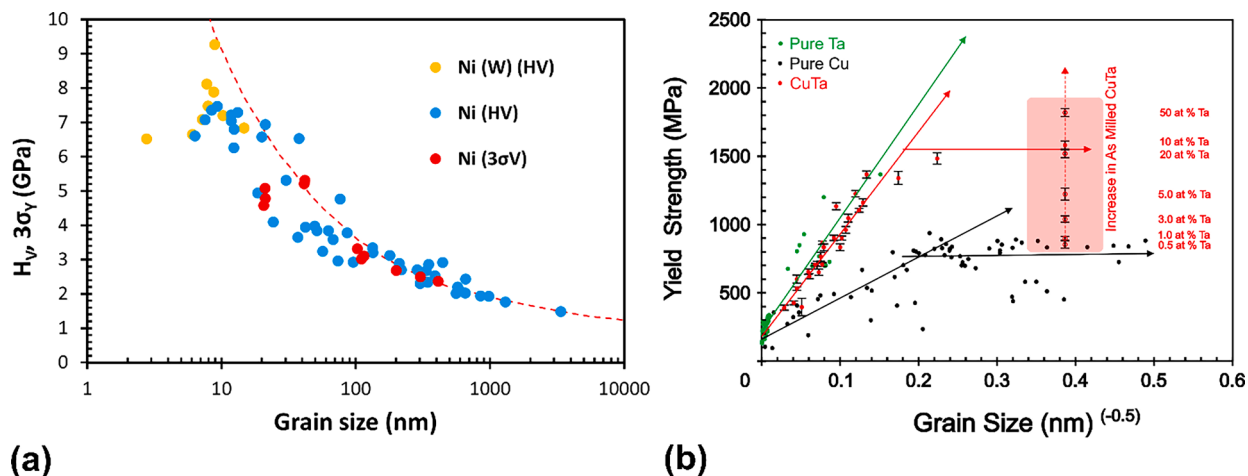 10
9
8
7
6
5
4
3
2
1
0
H_V, 3σ_Y (GPa)
Ni (W) (HV)
Ni (HV)
Ni (3σV)
1 10 100 1000 10000
Grain size (nm)
(a)
2500
2000
1500
1000
500
0
Yield Strength (MPa)
Pure Ta
Pure Cu
CuTa
Increase in As Milled CuTa
50 at % Ta
10 at % Ta
20 at % Ta
5.0 at % Ta
3.0 at % Ta
1.0 at % Ta
0.5 at % Ta
0 0.1 0.2 0.3 0.4 0.5 0.6
Grain Size (nm) (-0.5)
(b)